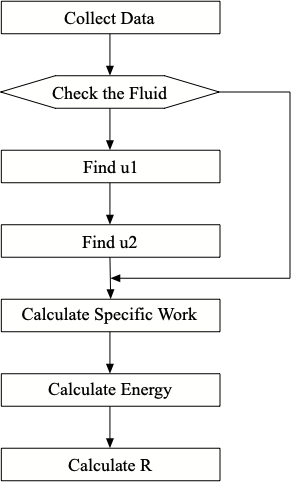 Collect Data
Check the Fluid
Find u1
Find u2
Calculate Specific Work
Calculate Energy
Calculate R